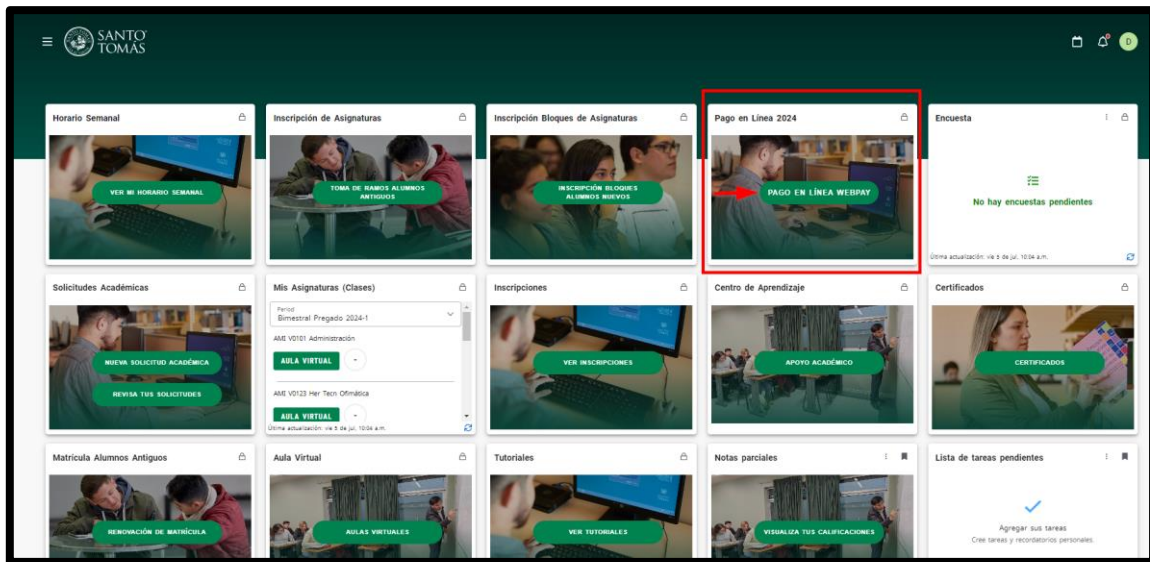 SANTO
TOMÁS
D
Horario Semanal
VER MI HORARIO SEMANAL
Inscripción de Asignaturas
TOMA DE RAMOS ALUMNOS
ANTIGUOS
Inscripción Bloques de Asignaturas
INSCRIPCIÓN BLOQUES
ALUMNOS NUEVOS
Pago en Línea 2024
PAGO EN LÍNEA WEBPAY
Encuesta
No hay encuestas pendientes
Última actualización: vie 5 de jul, 10:04 a.m.
Solicitudes Académicas
NUEVA SOLICITUD ACADÉMICA
REVISA TUS SOLICITUDES
Mis Asignaturas (Clases)
Period
Bimestral Pregado 2024-1
AMI V0101 Administración
AULA VIRTUAL
AMI V0123 Her Tecn Ofimática
AULA VIRTUAL
Última actualización: vie 5 de jul, 10:04 a.m.
Inscripciones
VER INSCRIPCIONES
Centro de Aprendizaje
APOYO ACADÉMICO
Certificados
CERTIFICADOS
Matrícula Alumnos Antiguos
RENOVACIÓN DE MATRÍCULA
Aula Virtual
AULAS VIRTUALES
Tutoriales
VER TUTORIALES
Notas parciales
VISUALIZA TUS CALIFICACIONES
Lista de tareas pendientes
Agregar sus tareas
Cree tareas y recordatorios personales.